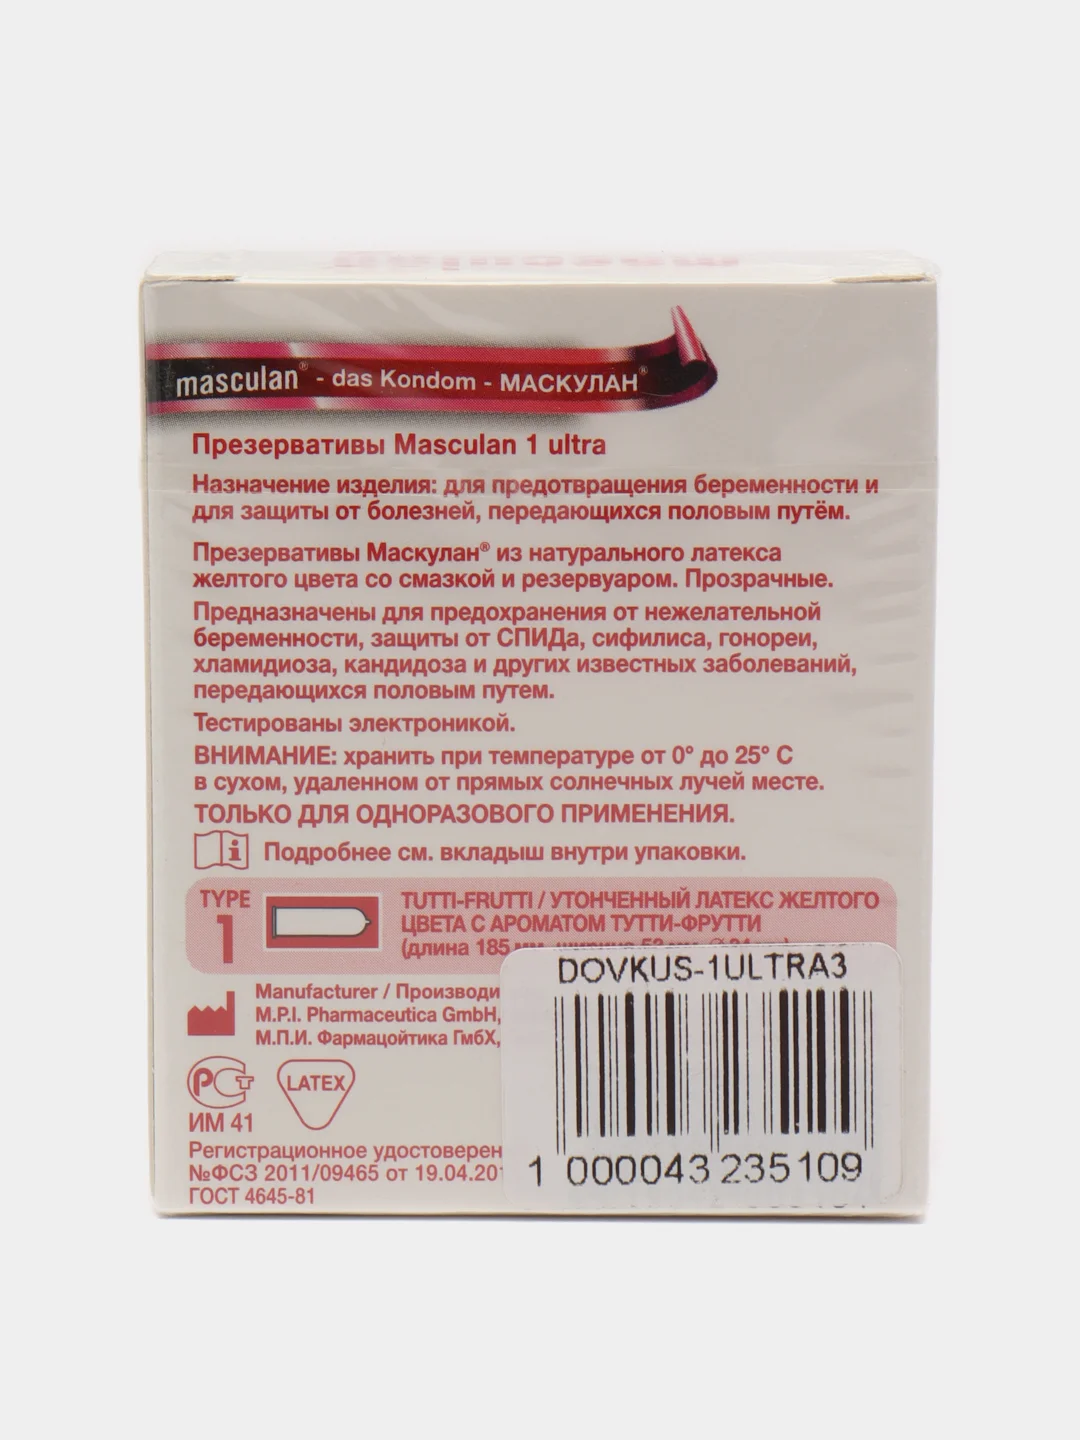 masculan® - das Kondom - МАСКУЛАН®
Презервативы Masculan 1 ultra
Назначение изделия: для предотвращения беременности и
для защиты от болезней, передающихся половым путём.
Презервативы Маскулан® из натурального латекса
желтого цвета со смазкой и резервуаром. Прозрачные.
Предназначены для предохранения от нежелательной
беременности, защиты от СПИДа, сифилиса, гонореи,
хламидиоза, кандидоза и других известных заболеваний,
передающихся половым путем.
Тестированы электроникой.
ВНИМАНИЕ: хранить при температуре от 0° до 25° С
в сухом, удаленном от прямых солнечных лучей месте.
ТОЛЬКО ДЛЯ ОДНОРАЗОВОГО ПРИМЕНЕНИЯ.
Подробнее см. вкладыш внутри упаковки.
TYPE
1
TUTTI-FRUTTI / УТОНЧЕННЫЙ ЛАТЕКС ЖЕЛТОГО
ЦВЕТА С АРОМАТОМ ТУТТИ-ФРУТТИ
(длина 185 мм,
DOVKUS-1ULTRA3
1 000043 235109
Manufacturer / Производи
M.P.I. Pharmaceutica GmbH,
М.П.И. Фармацойтика ГмбХ,
РСТ
LATEX
ИМ 41
Регистрационное удостоверен
№ФСЗ 2011/09465 от 19.04.201
ГОСТ 4645-81